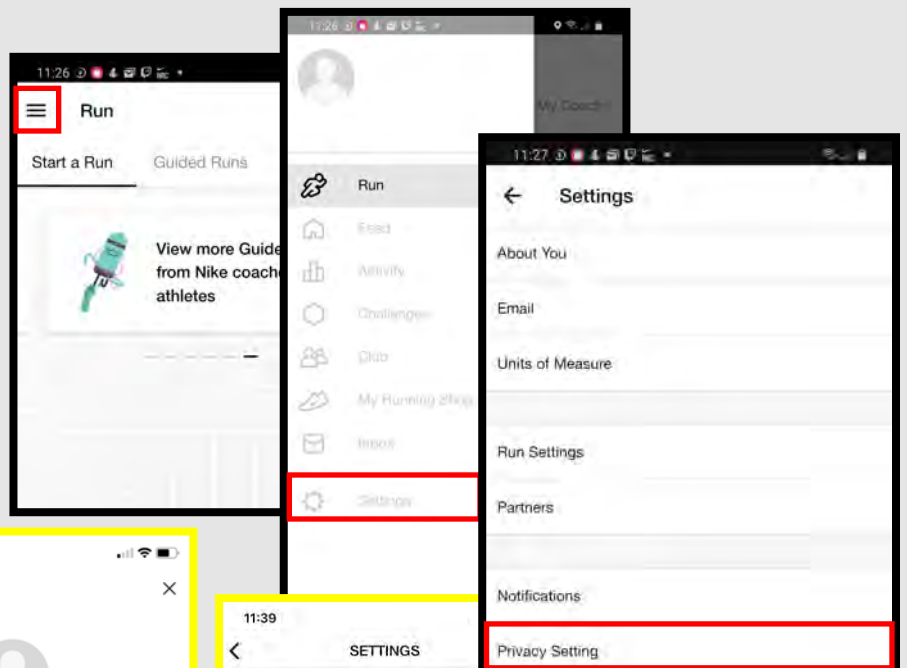 11:26
Run
Start a Run
Guided Runs
View more Guide
from Nike coache
athletes
11:26
My Coach
Run
Feed
Activity
Challenges
Club
My Running Shop
Inbox
Settings
11:27
Settings
About You
Email
Units of Measure
Run Settings
Partners
Notifications
Privacy Setting
11:39
SETTINGS